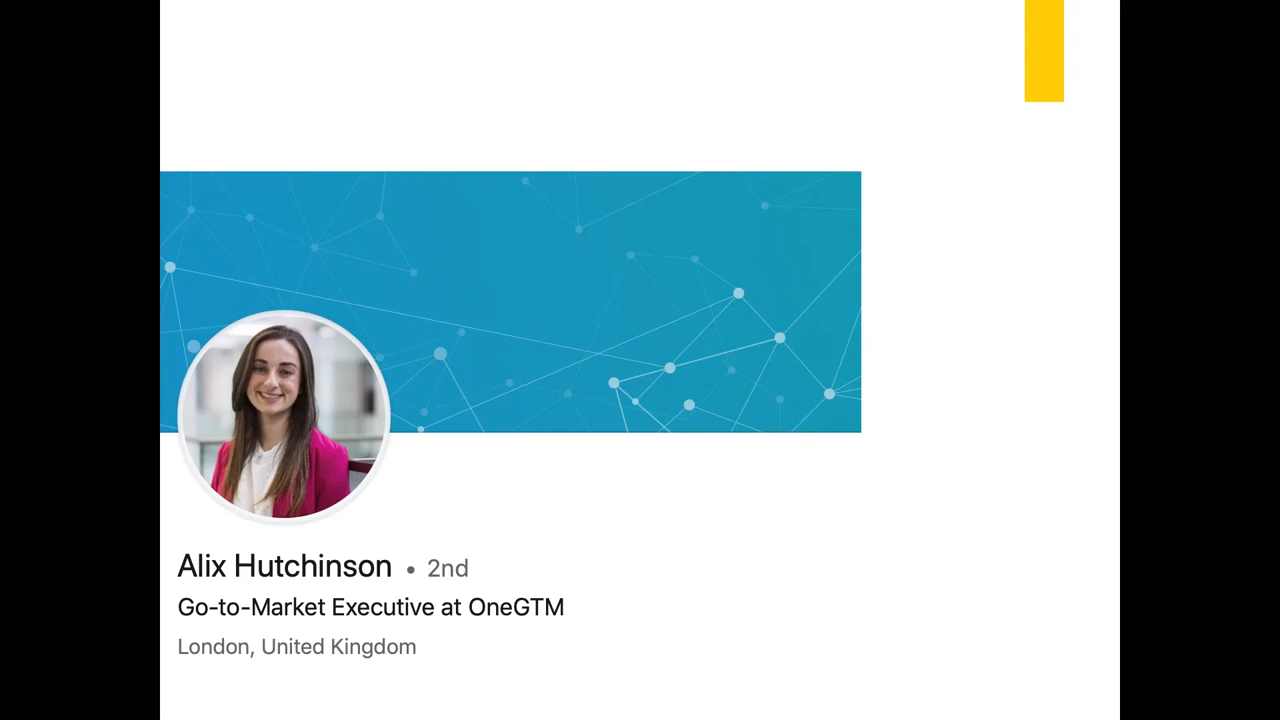 Alix Hutchinson • 2nd
Go-to-Market Executive at OneGTM
London, United Kingdom